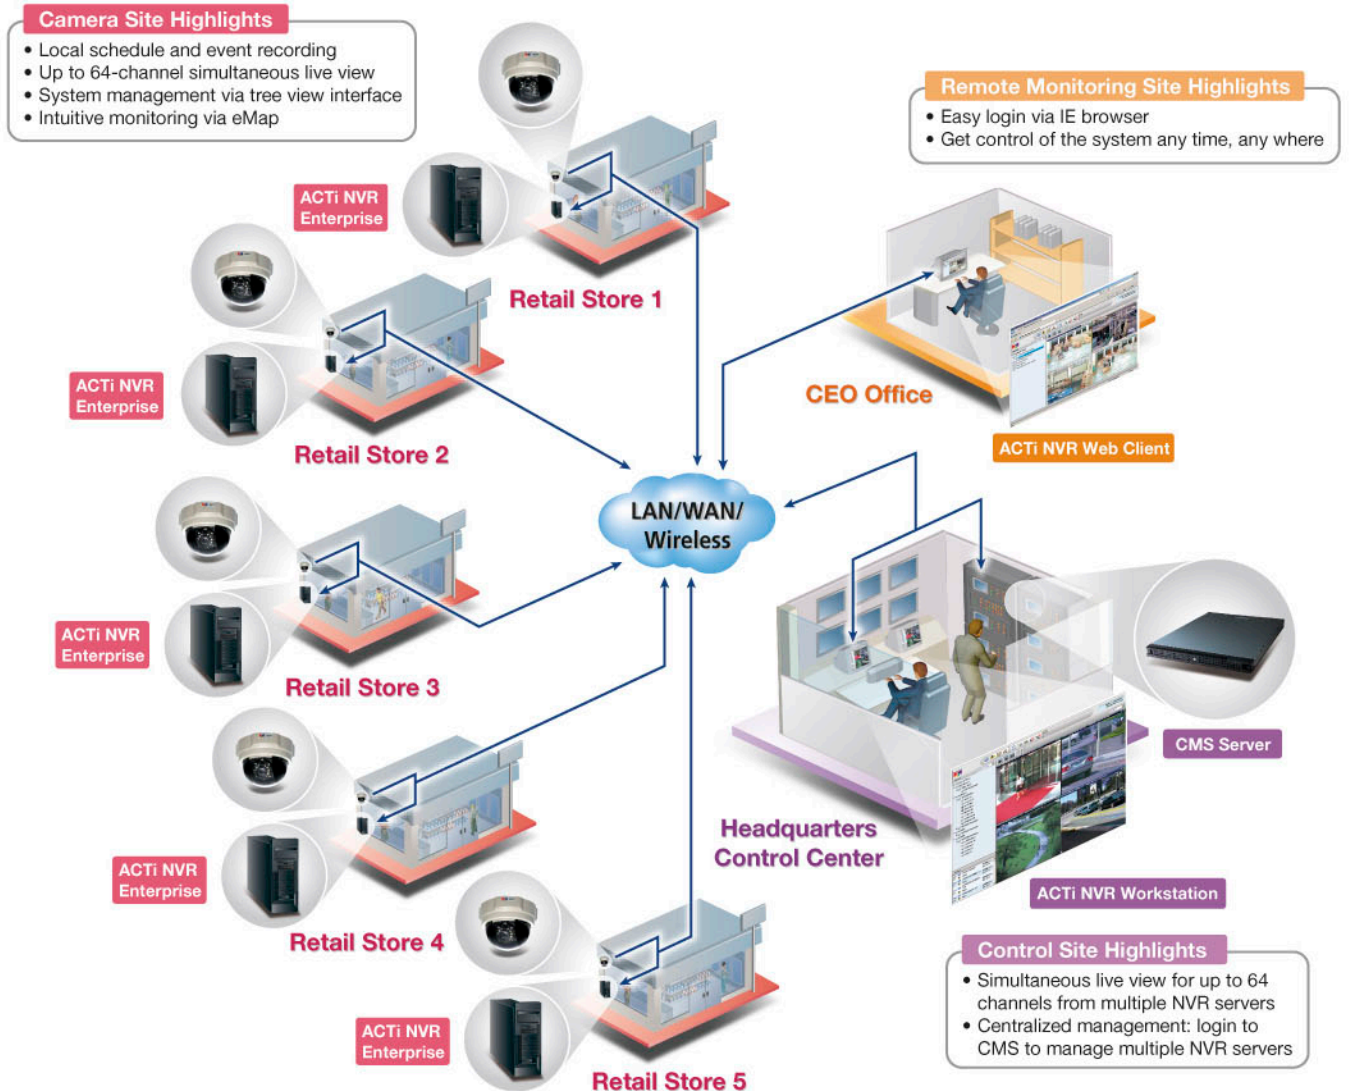 Camera Site Highlights
• Local schedule and event recording
• Up to 64-channel simultaneous live view
• System management via tree view interface
• Intuitive monitoring via eMap
Remote Monitoring Site Highlights
• Easy login via IE browser
• Get control of the system any time, any where
ACTi NVR
Enterprise
Retail Store 1
ACTi NVR
Enterprise
Retail Store 2
CEO Office
ACTi NVR Web Client
LAN/WAN/
Wireless
ACTi NVR
Enterprise
Retail Store 3
CMS Server
Headquarters
Control Center
ACTi NVR Workstation
ACTi NVR
Enterprise
Retail Store 4
Control Site Highlights
• Simultaneous live view for up to 64
channels from multiple NVR servers
• Centralized management: login to
CMS to manage multiple NVR servers
ACTi NVR
Enterprise
Retail Store 5